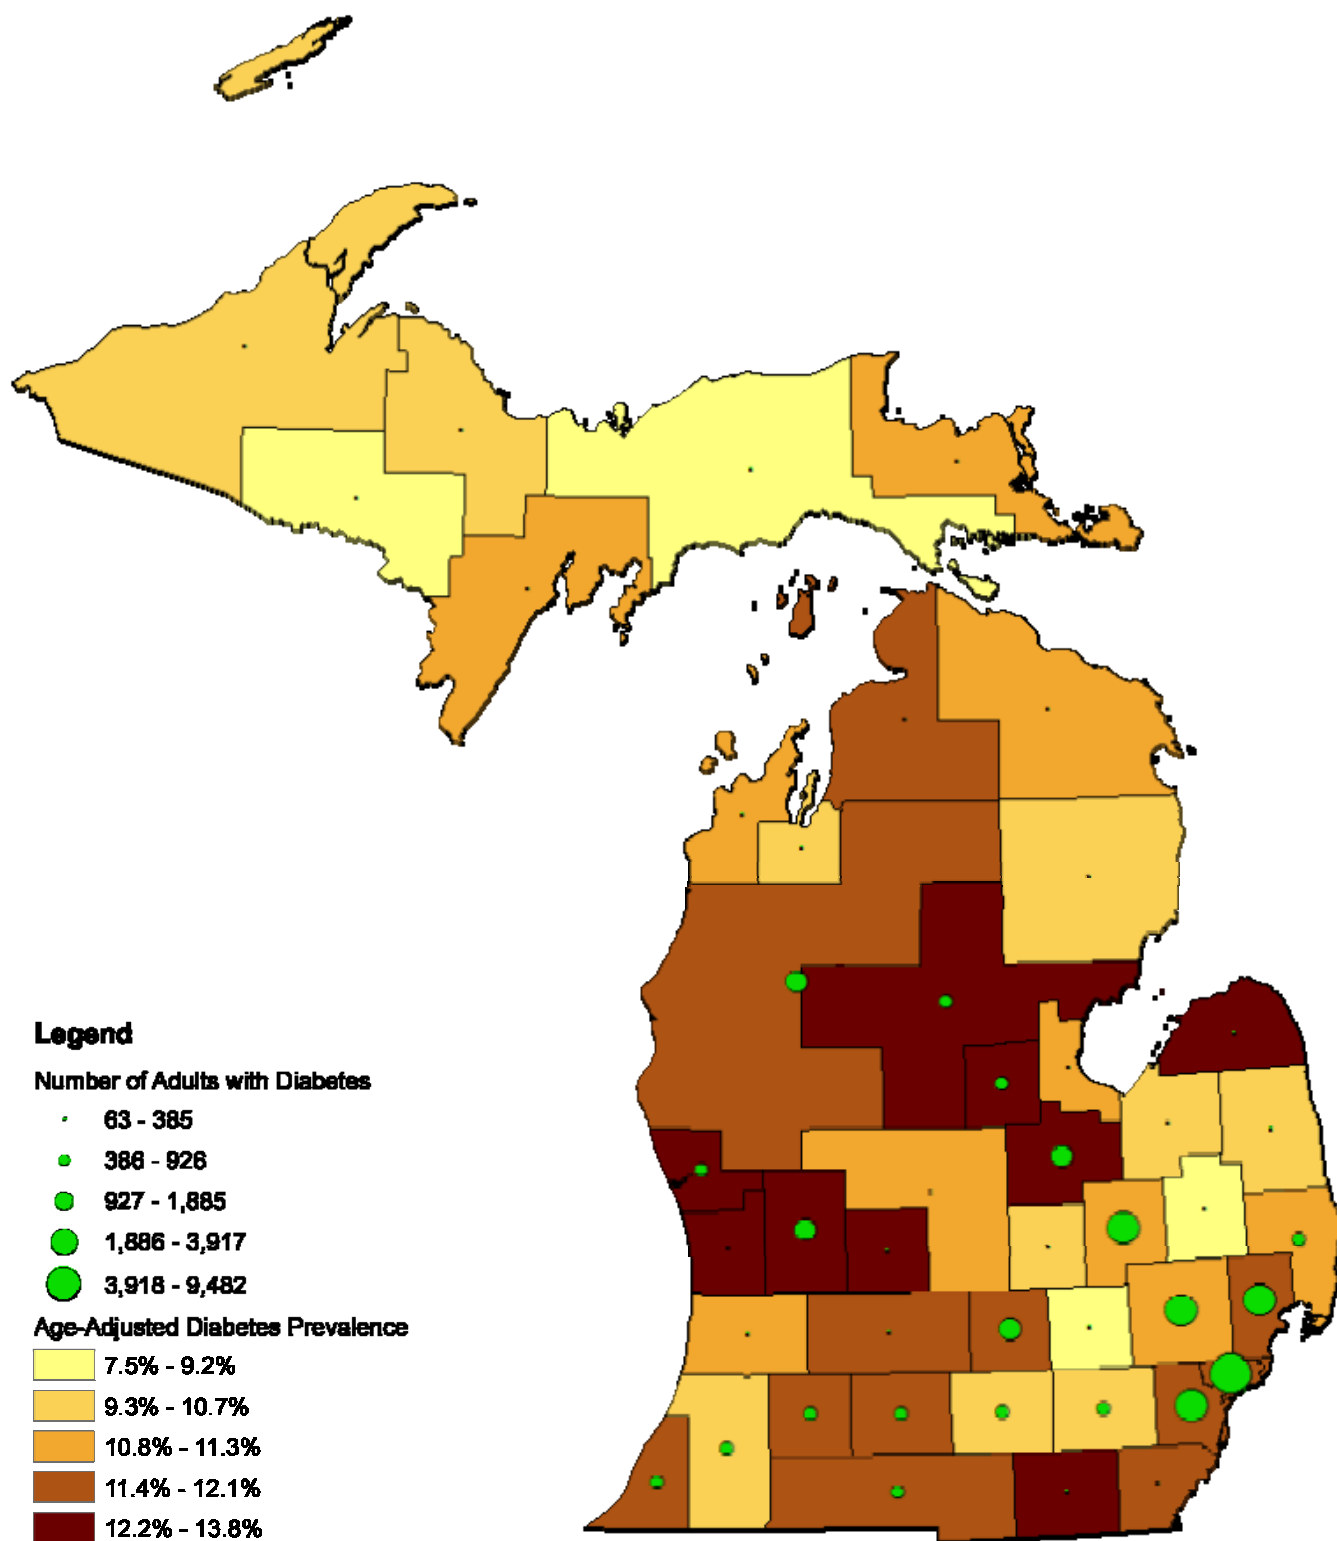 Legend
Number of Adults with Diabetes
63 - 385
386 - 926
927 - 1,885
1,886 - 3,917
3,918 - 9,482
Age-Adjusted Diabetes Prevalence
7.5% - 9.2%
9.3% - 10.7%
10.8% - 11.3%
11.4% - 12.1%
12.2% - 13.8%